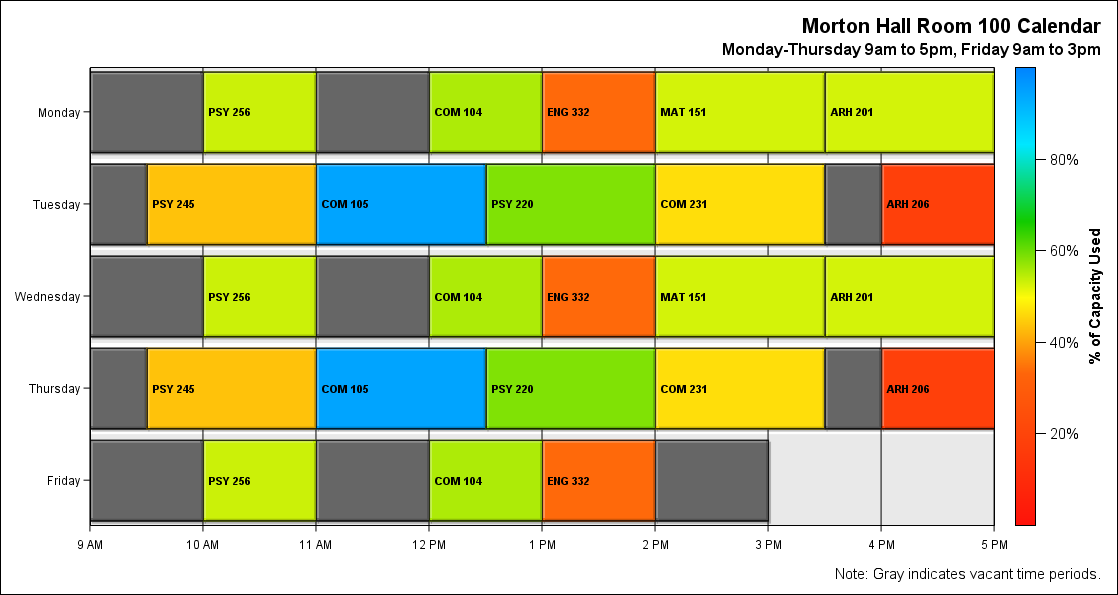 Morton Hall Room 100 Calendar
Monday-Thursday 9am to 5pm, Friday 9am to 3pm
Monday PSY 256 COM 104 ENG 332 MAT 151 ARH 201
Tuesday PSY 245 COM 105 PSY 220 COM 231 ARH 206
Wednesday PSY 256 COM 104 ENG 332 MAT 151 ARH 201
Thursday PSY 245 COM 105 PSY 220 COM 231 ARH 206
Friday PSY 256 COM 104 ENG 332
9 AM 10 AM 11 AM 12 PM 1 PM 2 PM 3 PM 4 PM 5 PM
80%
60%
40%
20%
% of Capacity Used
Note: Gray indicates vacant time periods.